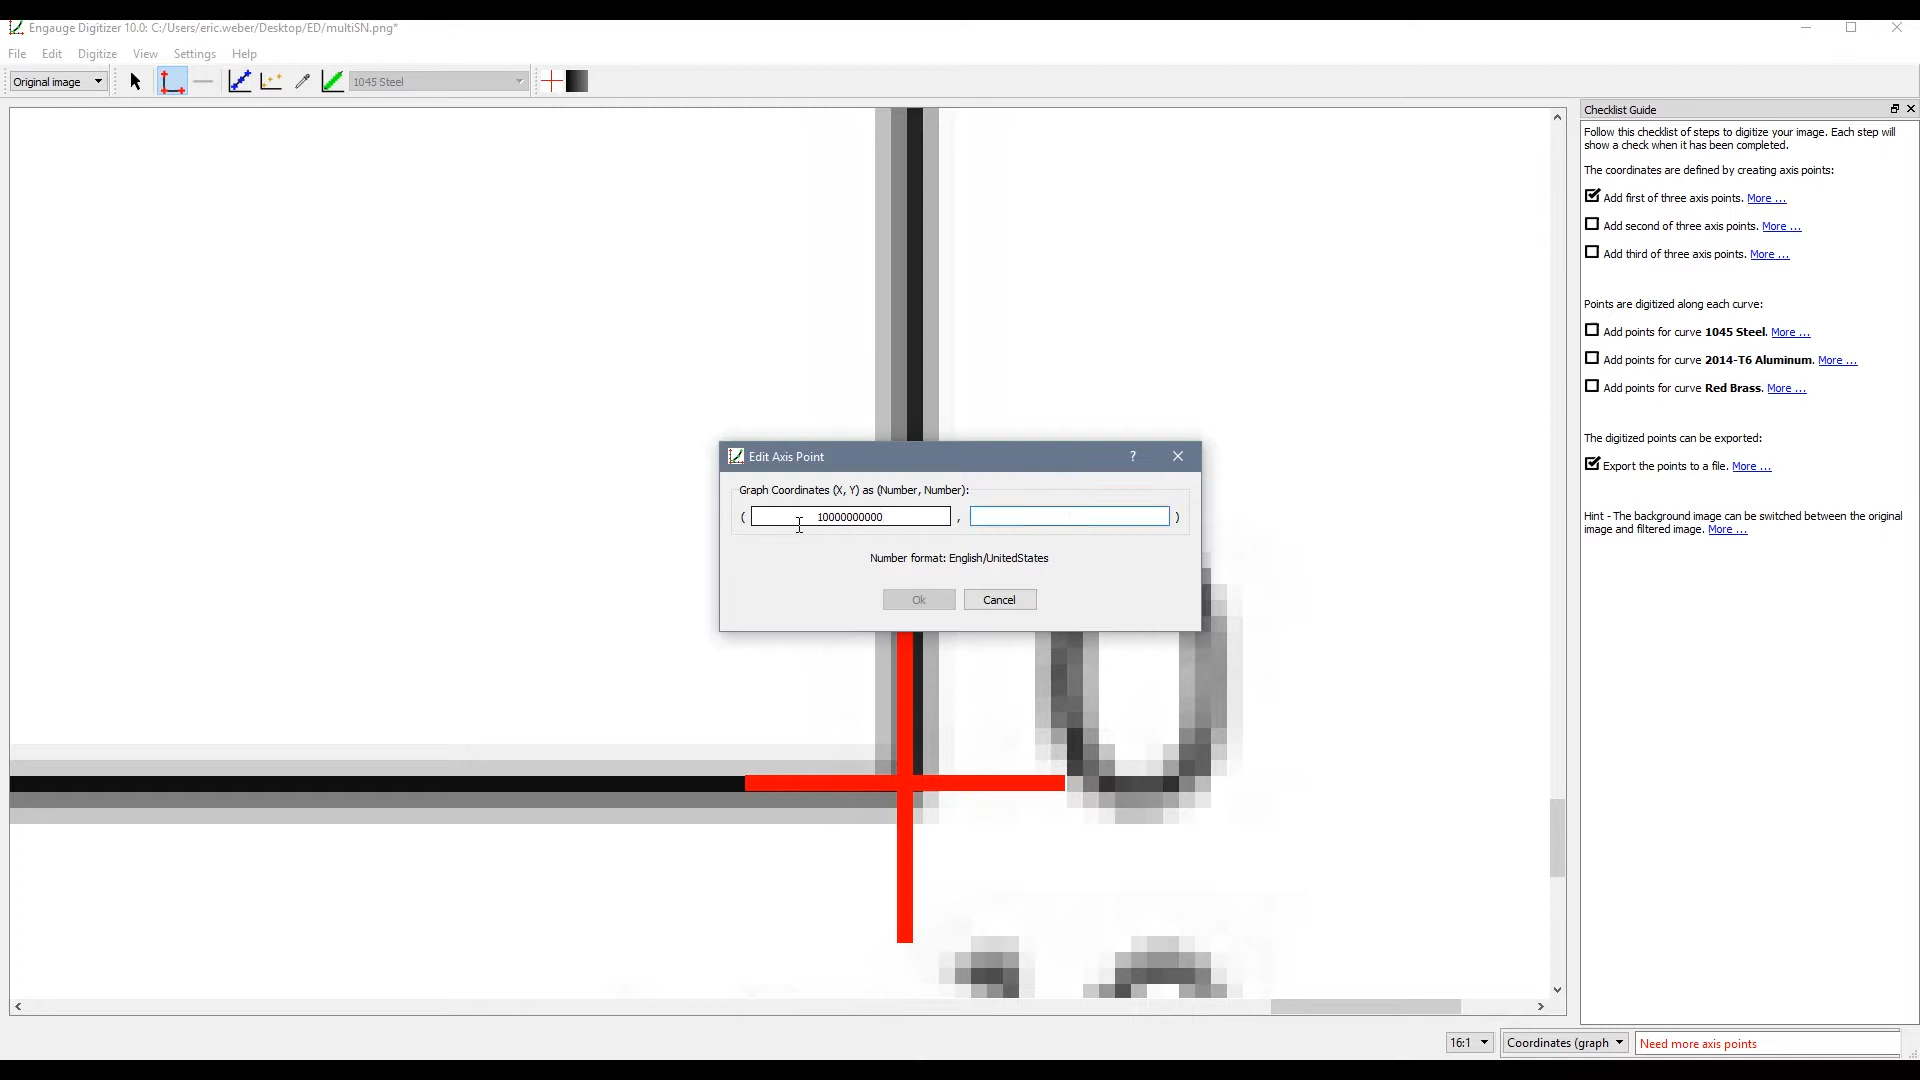 Engauge Digitizer 10.0: C:/Users/eric.weber/Desktop/ED/multiSN.png*
File Edit Digitize View Settings Help
Original image 1045 Steel
Checklist Guide
Follow this checklist of steps to digitize your image. Each step will
show a check when it has been completed.
The coordinates are defined by creating axis points:
Add first of three axis points. More ...
Add second of three axis points. More ...
Add third of three axis points. More ...
Points are digitized along each curve:
Add points for curve 1045 Steel. More ...
Add points for curve 2014-T6 Aluminum. More ...
Add points for curve Red Brass. More ...
The digitized points can be exported:
Export the points to a file. More ...
Hint - The background image can be switched between the original
image and filtered image. More ...
Edit Axis Point ?
Graph Coordinates (X, Y) as (Number, Number):
( 10000000000 , )
Number format: English/UnitedStates
Ok Cancel
0
16:1 Coordinates (graph Need more axis points